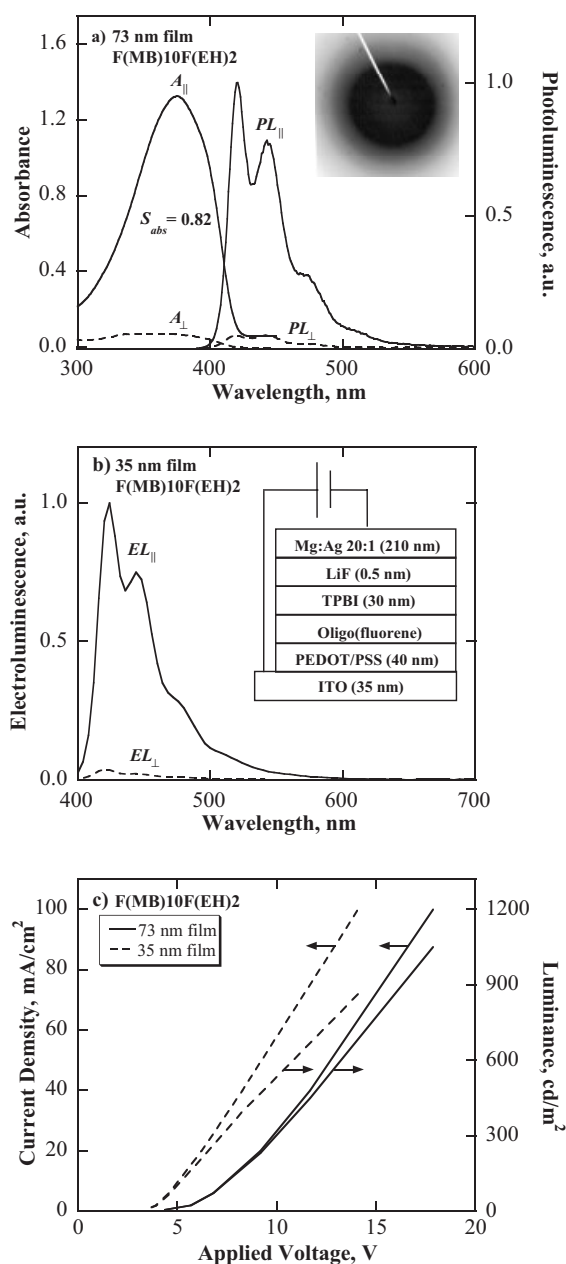 a) 73 nm film
F(MB)10F(EH)2
A∥
PL∥
S_abs = 0.82
A⊥
PL⊥
1.6
1.2
0.8
0.4
0.0
Absorbance
1.0
0.5
0.0
Photoluminescence, a.u.
300
400
500
600
Wavelength, nm
b) 35 nm film
F(MB)10F(EH)2
EL∥
EL⊥
1.0
0.5
0.0
Electroluminescence, a.u.
Mg:Ag 20:1 (210 nm)
LiF (0.5 nm)
TPBI (30 nm)
Oligo(fluorene)
PEDOT/PSS (40 nm)
ITO (35 nm)
400
500
600
700
Wavelength, nm
c) F(MB)10F(EH)2
73 nm film
35 nm film
100
80
60
40
20
0
Current Demsity, mA/cm²
1200
900
600
300
0
Luminance, cd/m²
0
5
10
15
20
Applied Voltage, V